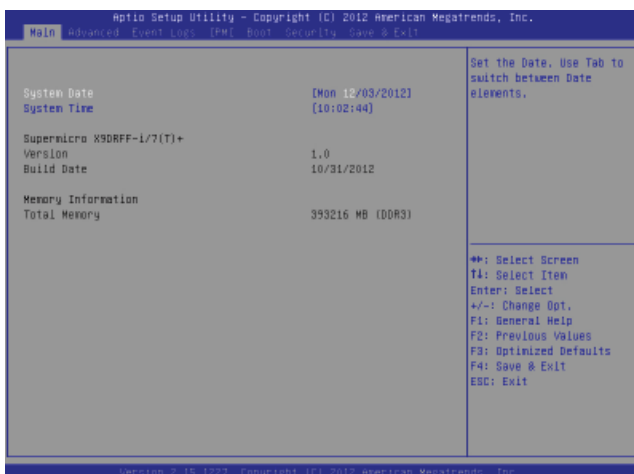 Aptio Setup Utility – Copyright (C) 2012 American Megatrends, Inc.
Main Advanced Event Logs IPMI Boot Security Save & Exit
System Date [Mon 12/03/2012]
System Time [10:02:44]
Supermicro X9DRFF-i/7(T)+
Version 1.0
Build Date 10/31/2012
Memory Information
Total Memory 393216 MB (DDR3)
Set the Date. Use Tab to
switch between Date
elements.
→←: Select Screen
↑↓: Select Item
Enter: Select
+/-: Change Opt.
F1: General Help
F2: Previous Values
F3: Optimized Defaults
F4: Save & Exit
ESC: Exit
Version 2.15.1227. Copyright (C) 2012 American Megatrends, Inc.